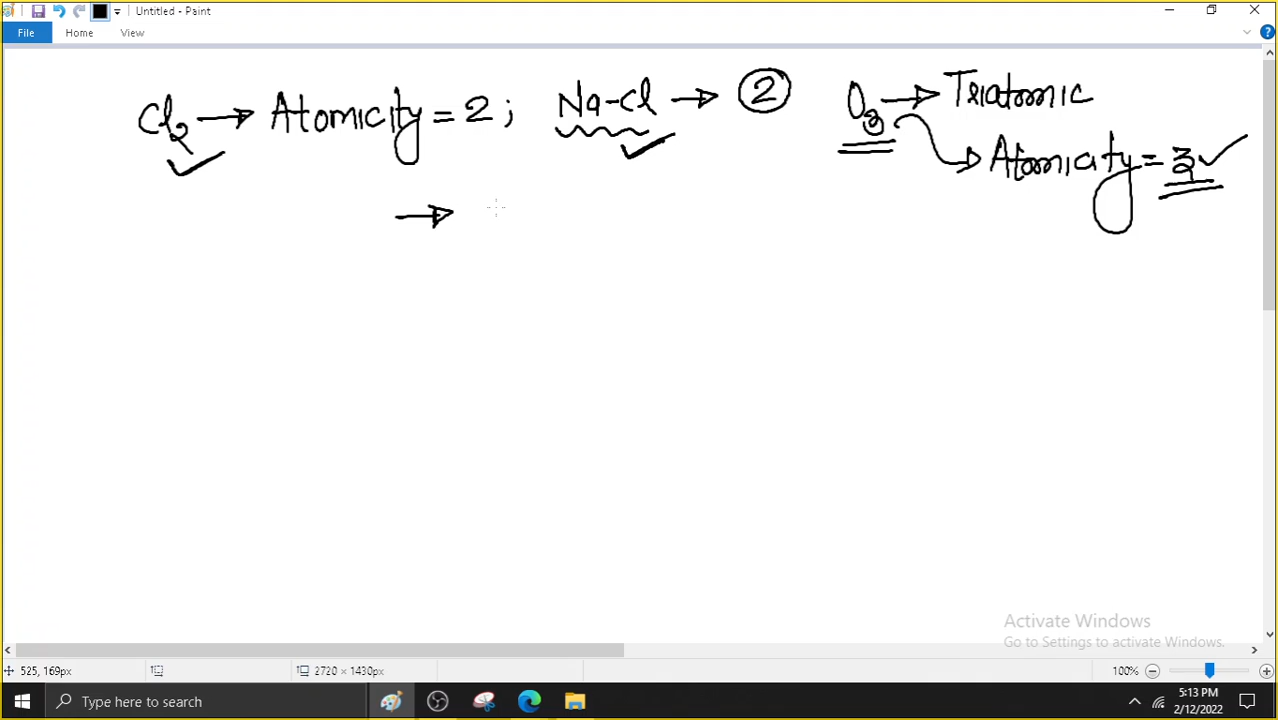 Untitled - Paint
File Home View
Cl2 → Atomicity = 2 ; Na-Cl → 2 O3 → Triatomic
→ Atomicity = 3 ✓
→
Activate Windows
Go to Settings to activate Windows.
525, 169px 2720 × 1430px 100%
Type here to search
5:13 PM
2/12/2022